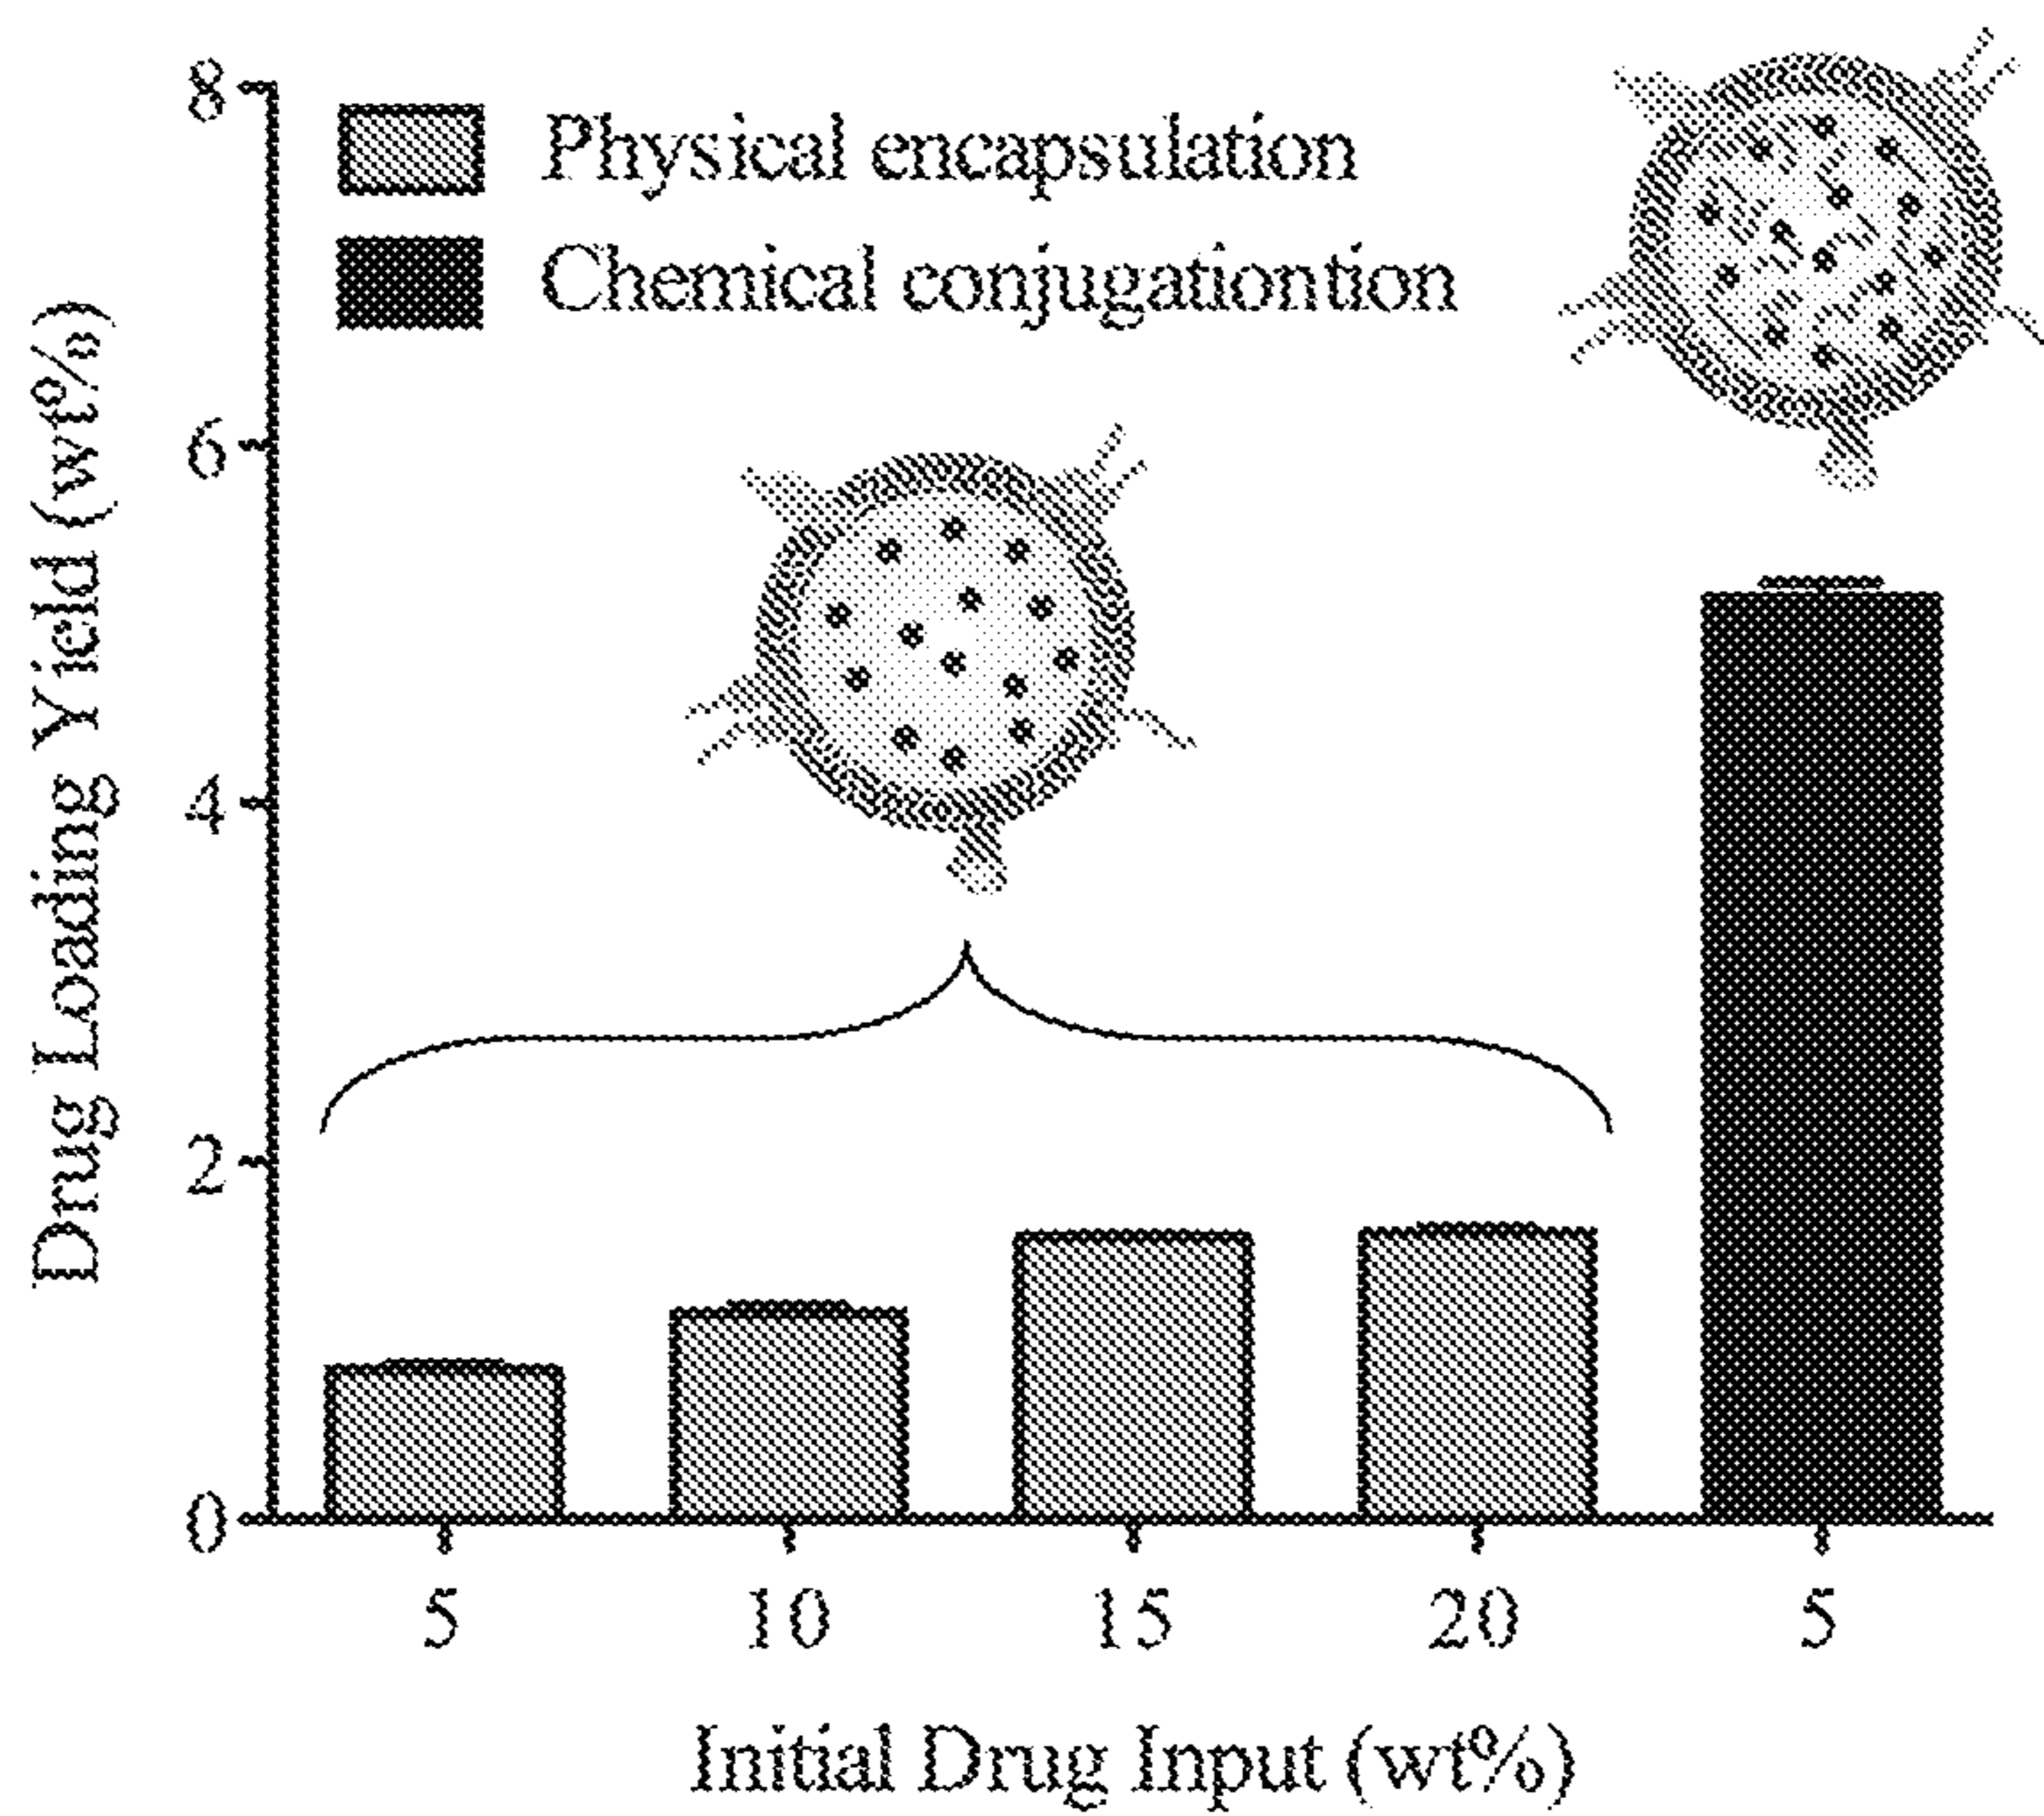 8
Physical encapsulation
Chemical conjugationtion
6
4
2
0
Drug Loading Yield (wt%)
5 10 15 20 5
Initial Drug Input (wt%)